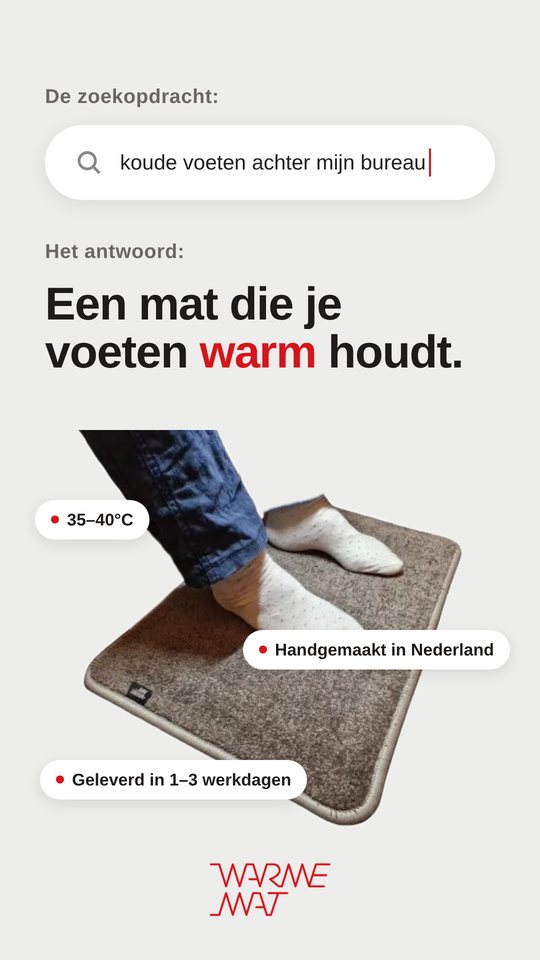 De zoekopdracht:
koude voeten achter mijn bureau
Het antwoord:
Een mat die je
voeten warm houdt.
35–40°C
Handgemaakt in Nederland
Geleverd in 1–3 werkdagen
WARME
MAT